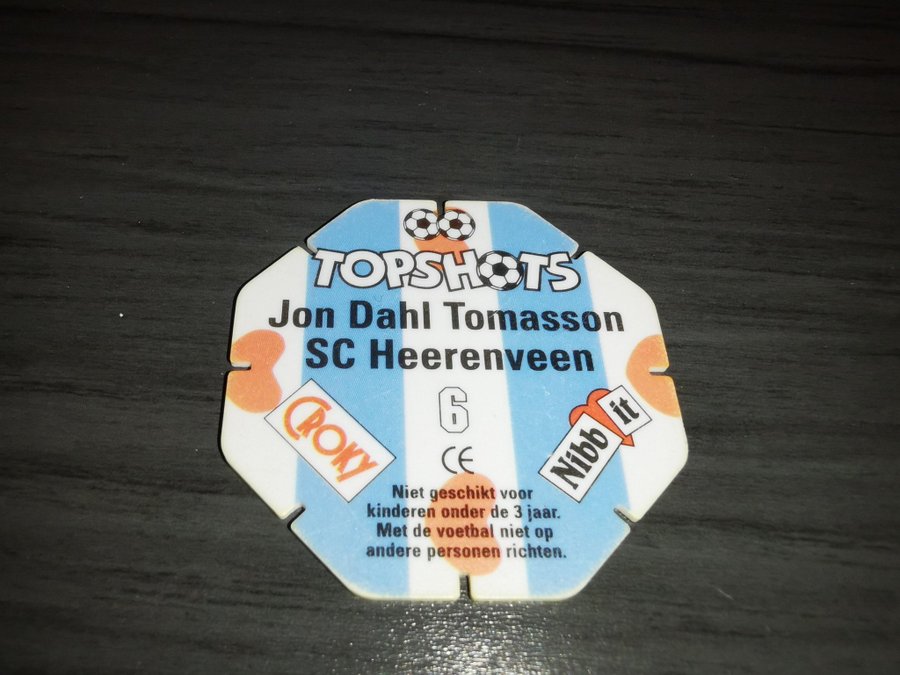 TOPSHOTS
Jon Dahl Tomasson
SC Heerenveen
6
CROKY
Nibb it
CE
Niet geschikt voor
kinderen onder de 3 jaar.
Met de voetbal niet op
andere personen richten.